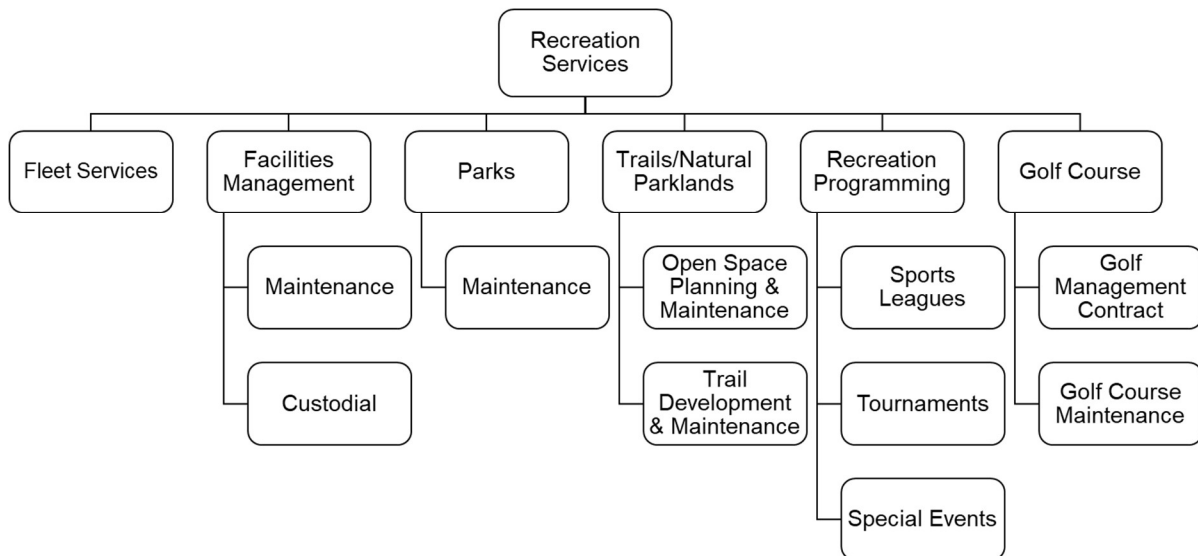 Recreation
Services
Fleet Services
Facilities
Management
Parks
Trails/Natural
Parklands
Recreation
Programming
Golf Course
Maintenance
Maintenance
Open Space
Planning &
Maintenance
Sports
Leagues
Golf
Management
Contract
Custodial
Trail
Development
& Maintenance
Tournaments
Golf Course
Maintenance
Special Events